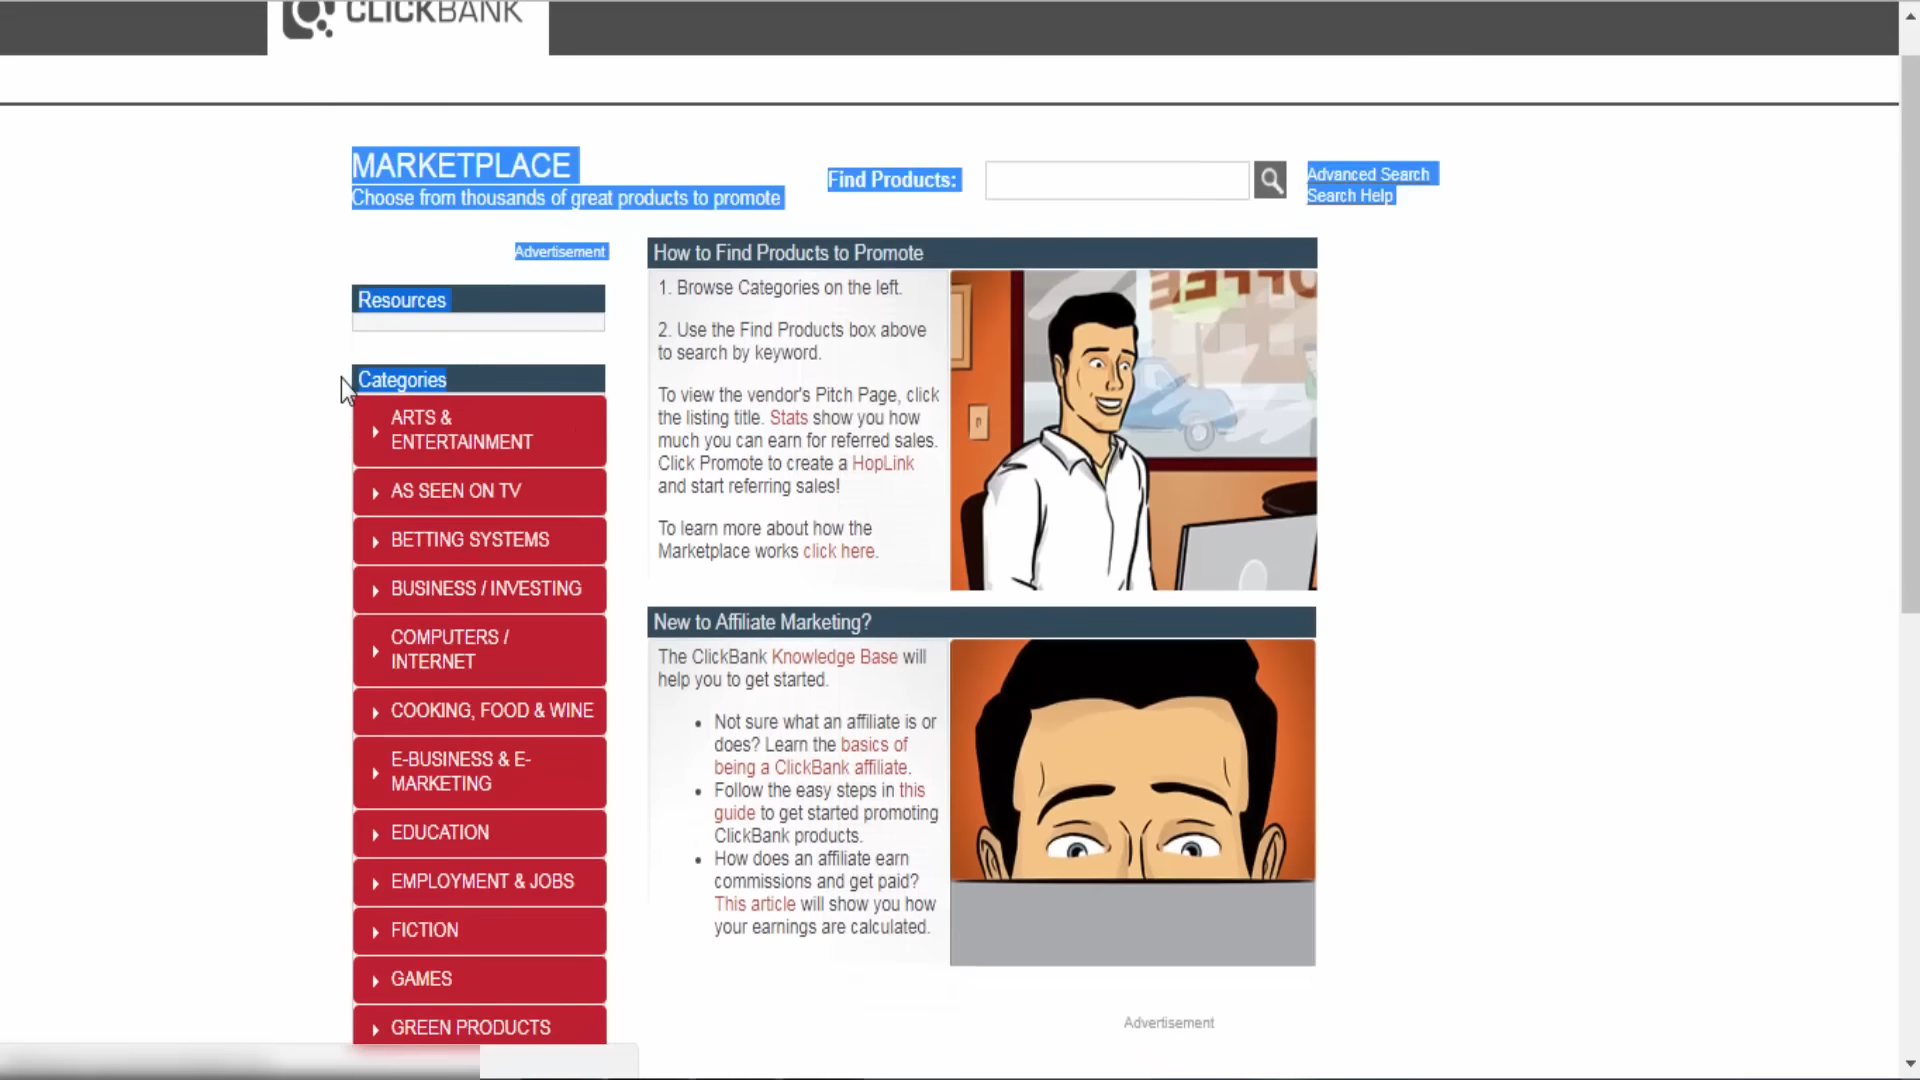 CLICKBANK
MARKETPLACE
Choose from thousands of great products to promote
Find Products:
Advanced Search
Search Help
Advertisement
Resources
Categories
ARTS &
ENTERTAINMENT
AS SEEN ON TV
BETTING SYSTEMS
BUSINESS / INVESTING
COMPUTERS /
INTERNET
COOKING, FOOD & WINE
E-BUSINESS & E-
MARKETING
EDUCATION
EMPLOYMENT & JOBS
FICTION
GAMES
GREEN PRODUCTS
How to Find Products to Promote
1. Browse Categories on the left.
2. Use the Find Products box above
to search by keyword.
To view the vendor's Pitch Page, click
the listing title. Stats show you how
much you can earn for referred sales.
Click Promote to create a HopLink
and start referring sales!
To learn more about how the
Marketplace works click here.
COFFEE
New to Affiliate Marketing?
The ClickBank Knowledge Base will
help you to get started.
• Not sure what an affiliate is or
does? Learn the basics of
being a ClickBank affiliate.
• Follow the easy steps in this
guide to get started promoting
ClickBank products.
• How does an affiliate earn
commissions and get paid?
This article will show you how
your earnings are calculated.
Advertisement